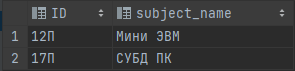 ID subject_name
1 12П Мини ЭВМ
2 17П СУБД ПК